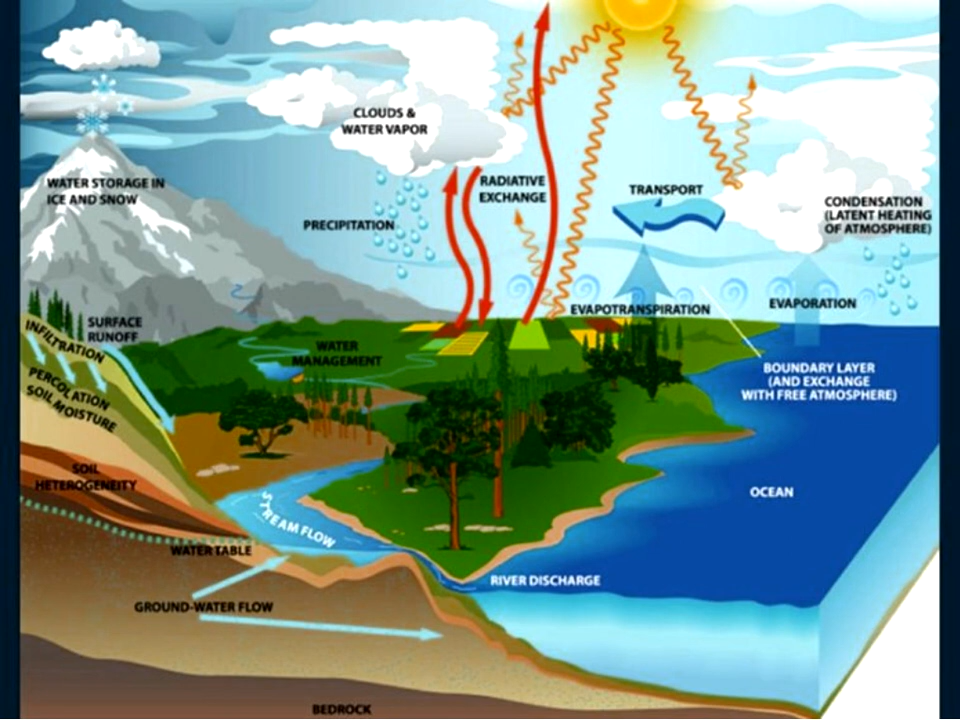 CLOUDS &
WATER VAPOR
WATER STORAGE IN
ICE AND SNOW
RADIATIVE
EXCHANGE
TRANSPORT
PRECIPITATION
CONDENSATION
(LATENT HEATING
OF ATMOSPHERE)
EVAPOTRANSPIRATION
EVAPORATION
SURFACE
RUNOFF
INFILTRATION
WATER
MANAGEMENT
PERCOLATION
SOIL MOISTURE
BOUNDARY LAYER
(AND EXCHANGE
WITH FREE ATMOSPHERE)
SOIL
HETEROGENEITY
OCEAN
STREAM FLOW
WATER TABLE
RIVER DISCHARGE
GROUND-WATER FLOW
BEDROCK